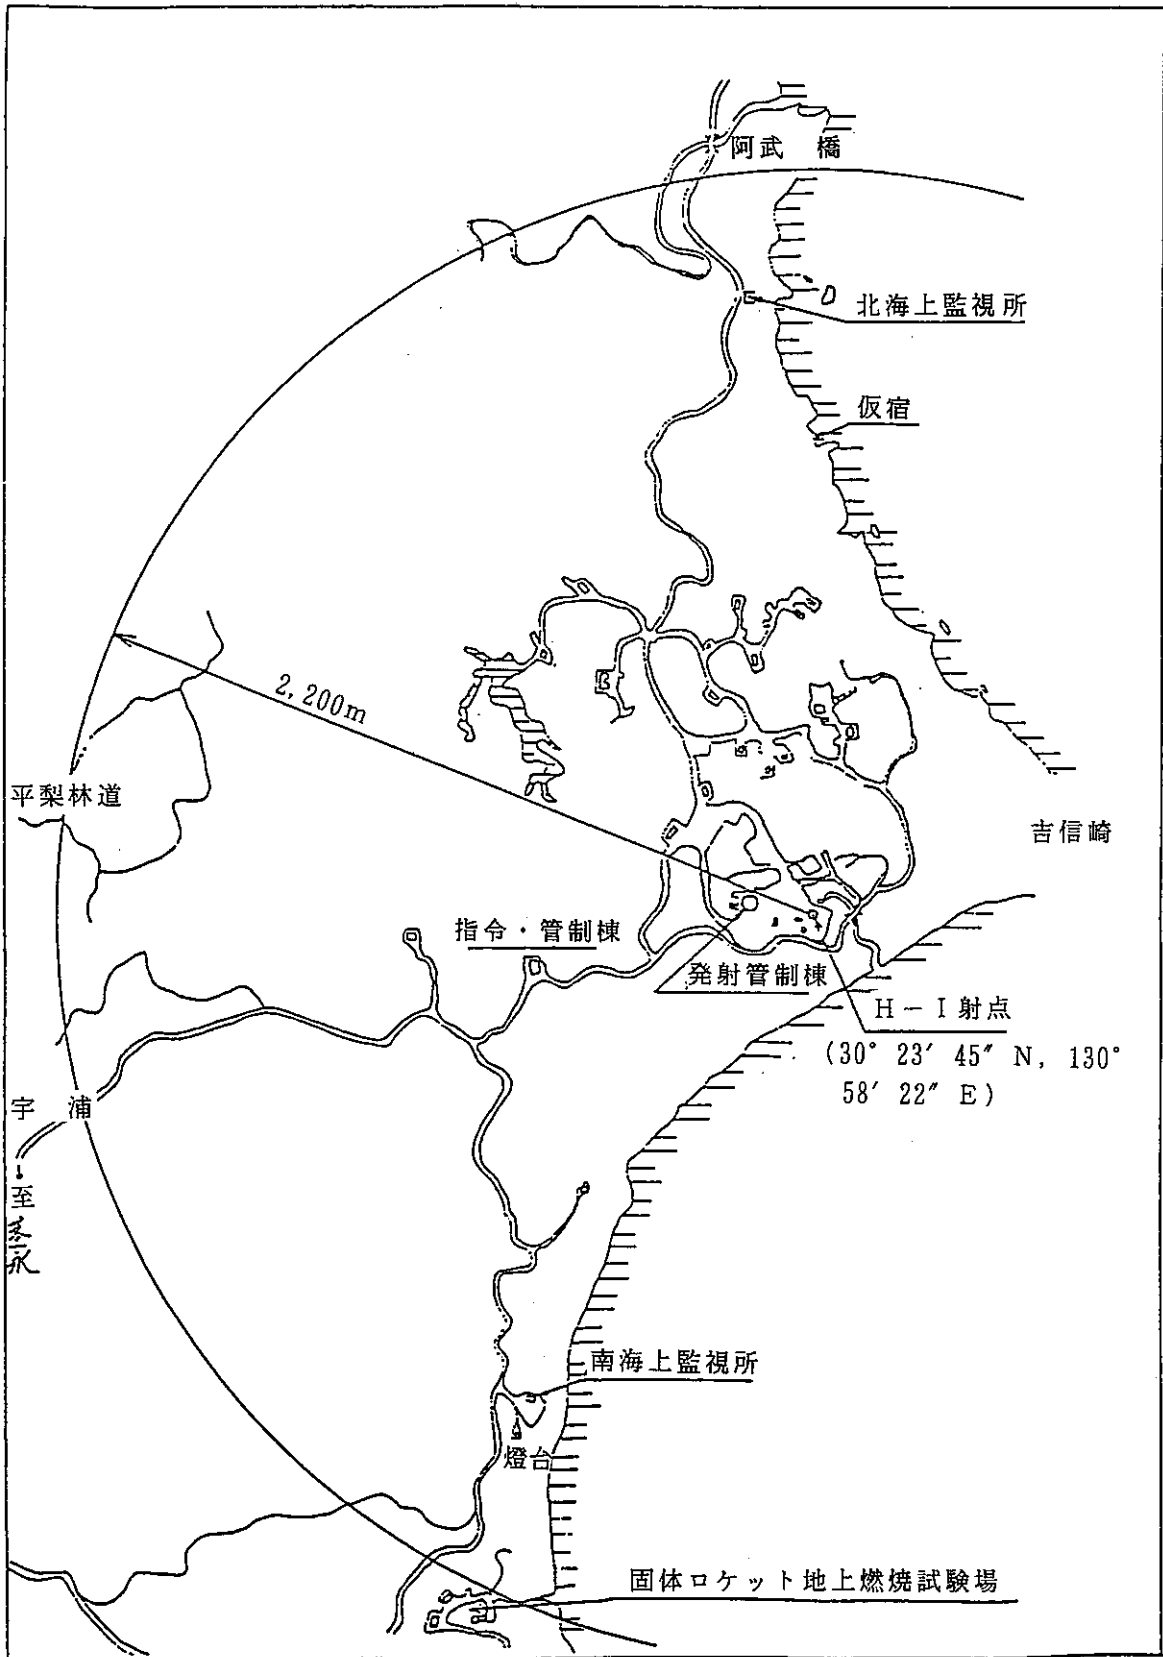 阿武 橋
北海上監視所
仮宿
2,200m
平梨林道
吉信崎
指令・管制棟
発射管制棟
H-I射点
(30° 23′ 45″ N, 130°
58′ 22″ E)
宇 浦
至
南海上監視所
燈台
固体ロケット地上燃焼試験場